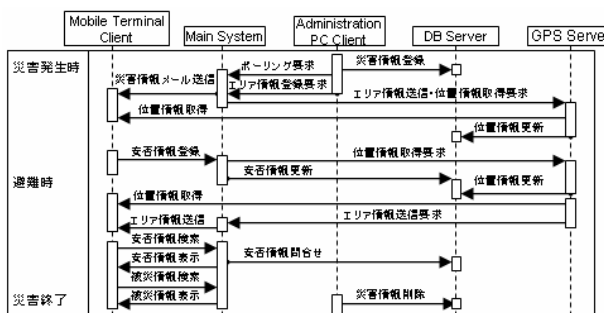 Mobile Terminal
Client
Main System
Administration
PC Client
DB Server
GPS Serve
災害発生時
ポーリング要求
災害情報登録
災害情報メール送信
エリア情報登録要求
エリア情報送信・位置情報取得要求
位置情報取得
位置情報更新
安否情報登録
位置情報取得要求
避難時
安否情報更新
位置情報更新
位置情報取得
エリア情報送信
エリア情報送信要求
安否情報検索
安否情報表示
安否情報問合せ
被災情報検索
災害終了
被災情報表示
災害情報削除